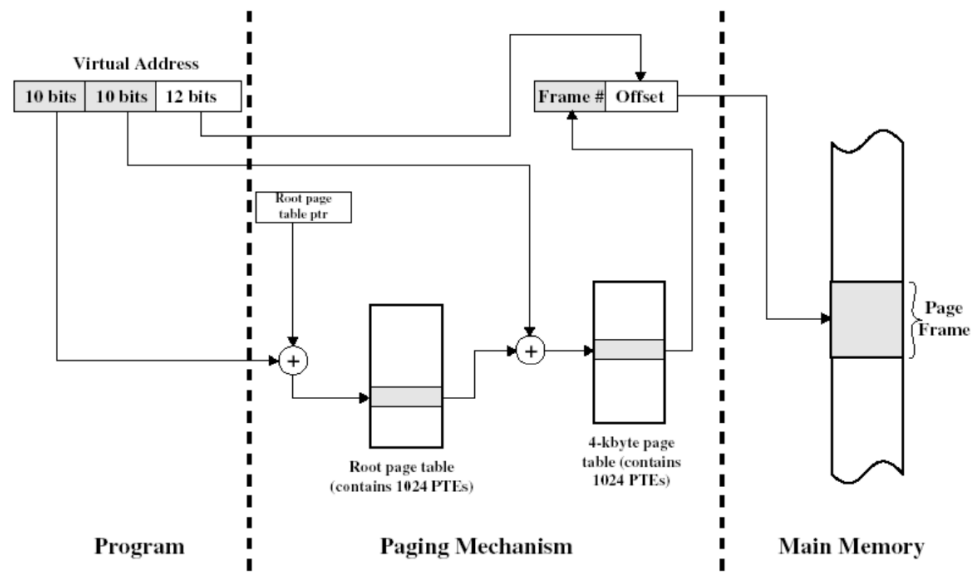 Virtual Address
10 bits 10 bits 12 bits
Frame # Offset
Root page
table ptr
Page
Frame
Root page table
(contains 1024 PTEs)
4-kbyte page
table (contains
1024 PTEs)
Program
Paging Mechanism
Main Memory